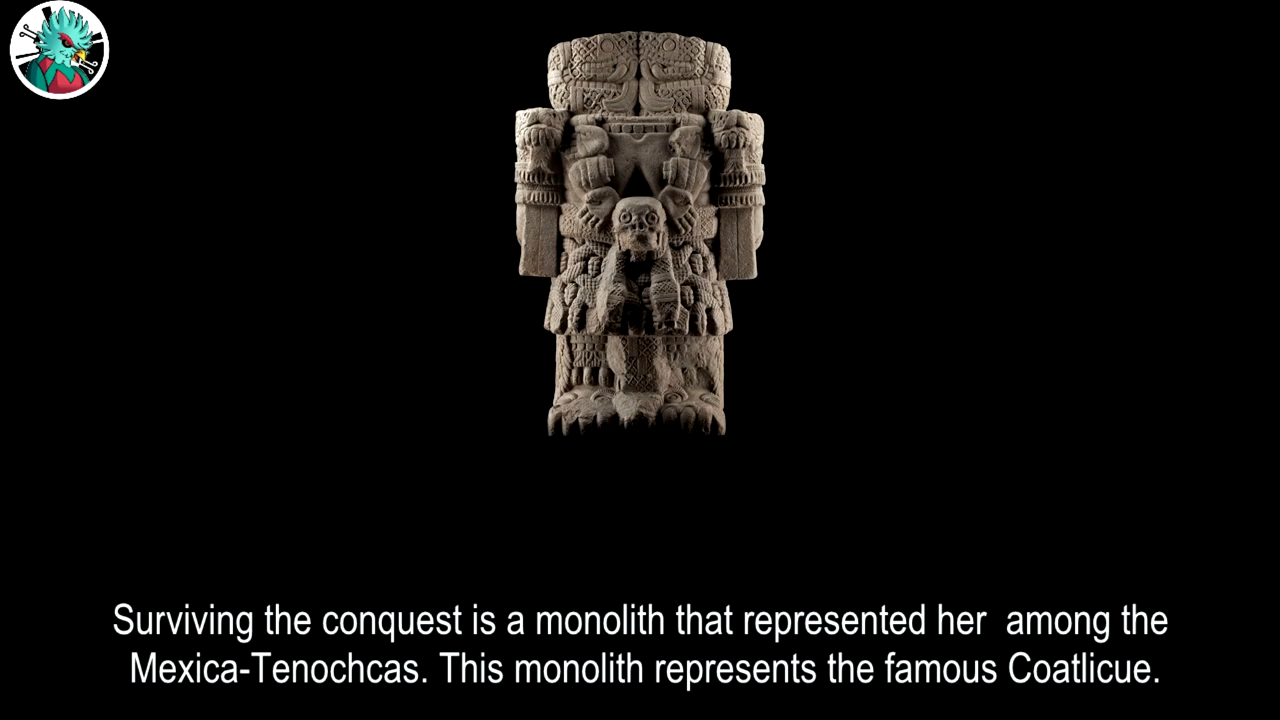 Surviving the conquest is a monolith that represented her  among the
Mexica-Tenochcas. This monolith represents the famous Coatlicue.